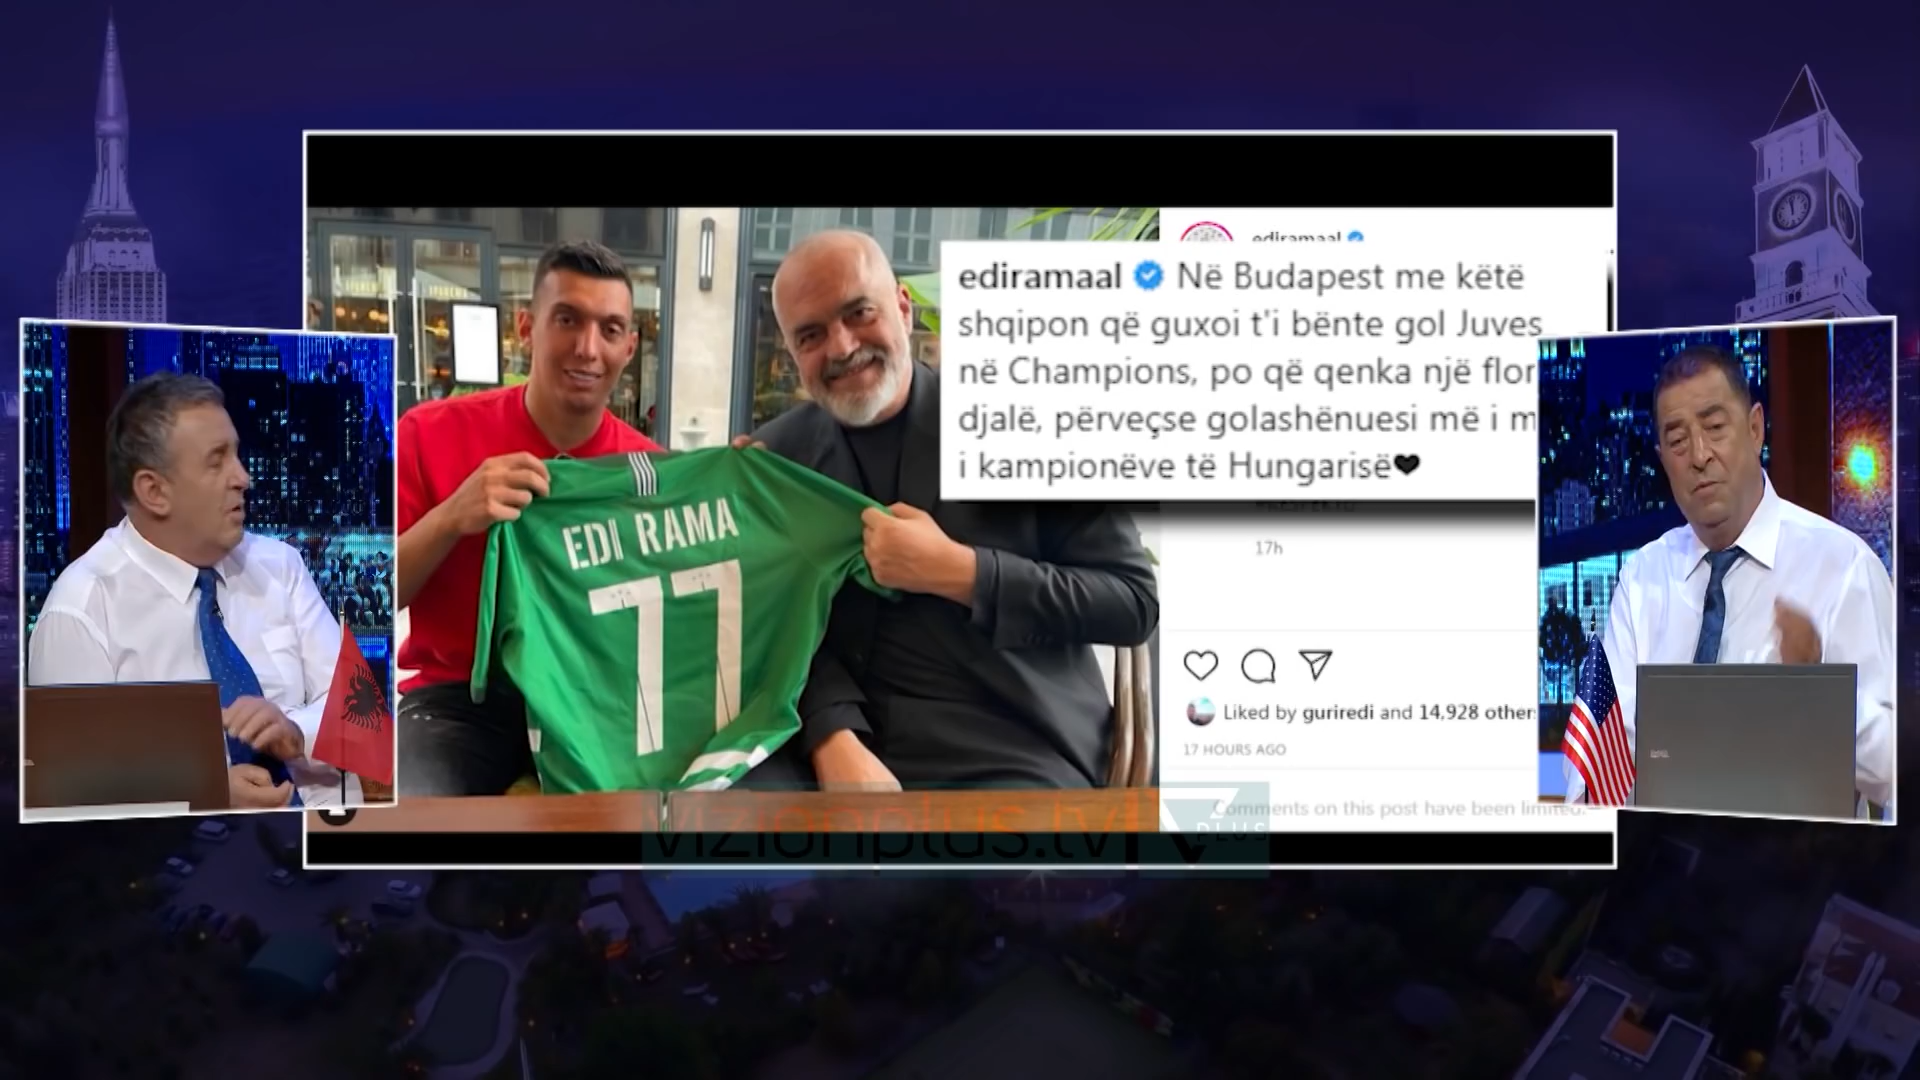 ediramaal
ediramaal Në Budapest me këtë
shqipon që guxoi t'i bënte gol Juves
në Champions, po që qenka një flor
djalë, përveçse golashënuesi më i m
i kampionëve të Hungarisë🖤
EDI RAMA
77
17h
Liked by guriredi and 14,928 others
17 HOURS AGO
Comments on this post have been limited.
vizionplus.tv
PLUS
DELL